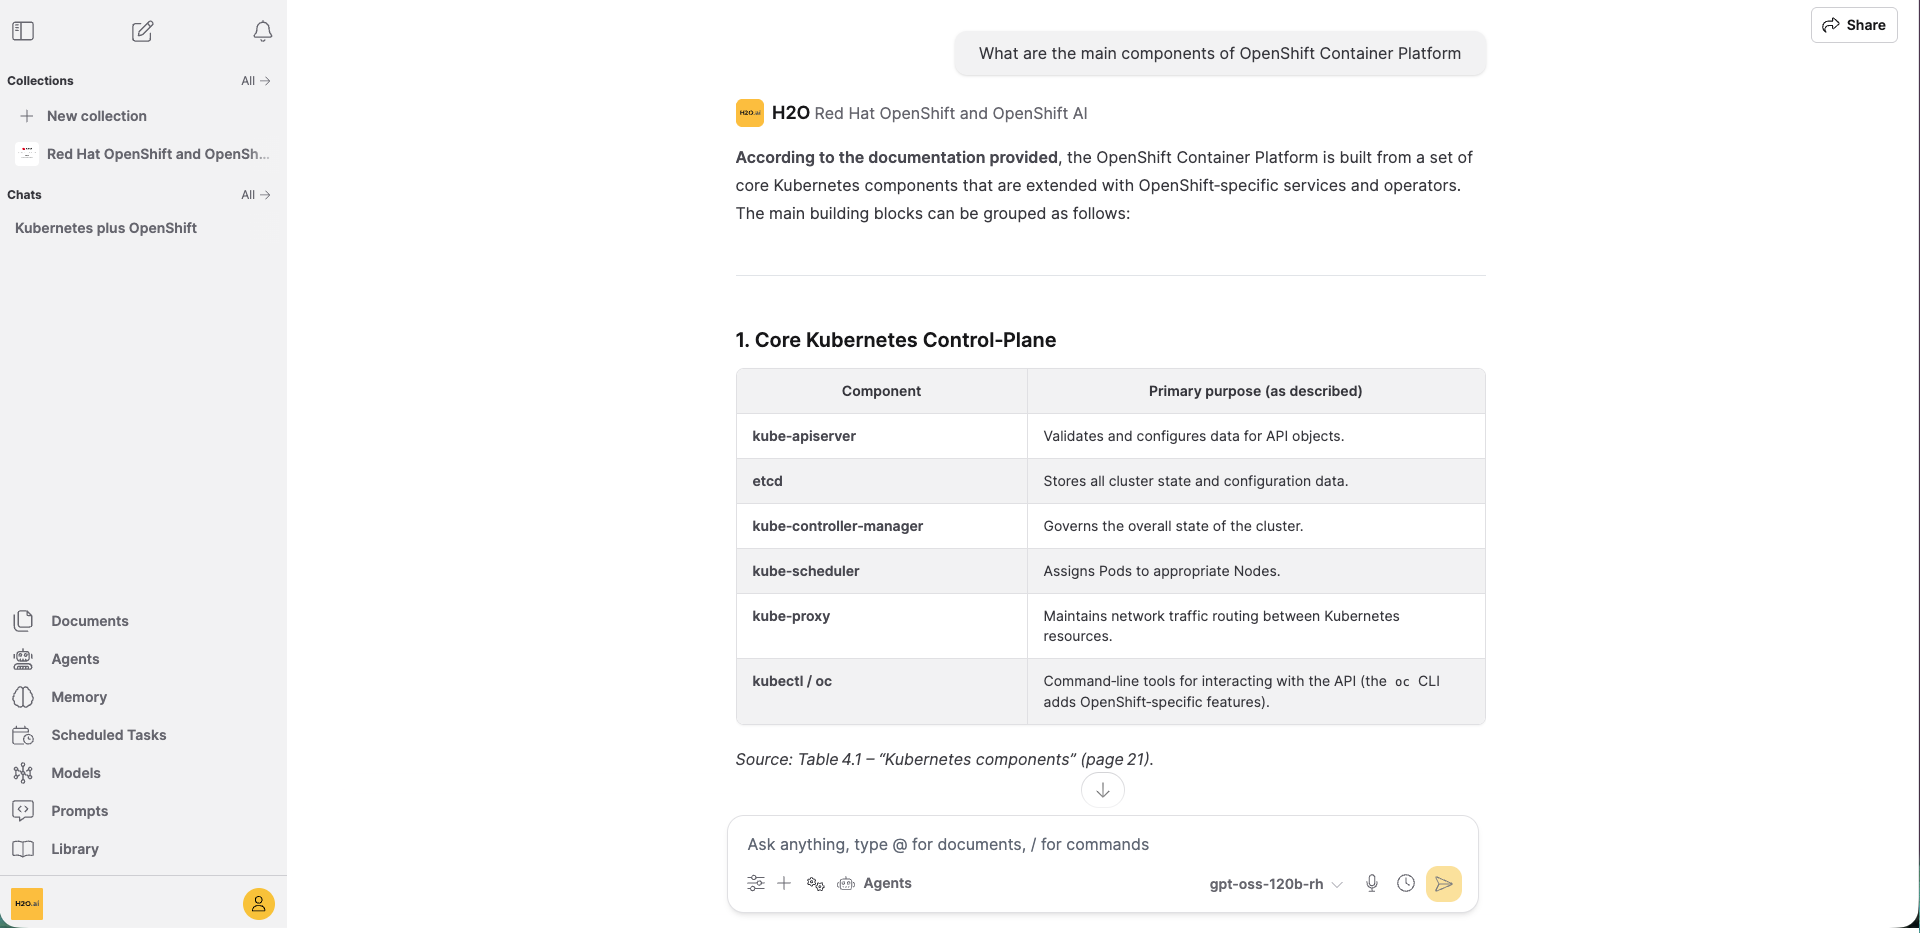 Collections
All
New collection
Red Hat OpenShift and OpenSh...
Chats
All
Kubernetes plus OpenShift
Documents
Agents
Memory
Scheduled Tasks
Models
Prompts
Library
H2O.ai
Share
What are the main components of OpenShift Container Platform
H2O.ai H2O Red Hat OpenShift and OpenShift AI
According to the documentation provided, the OpenShift Container Platform is built from a set of
core Kubernetes components that are extended with OpenShift-specific services and operators.
The main building blocks can be grouped as follows:
1. Core Kubernetes Control-Plane
Component Primary purpose (as described)
kube-apiserver Validates and configures data for API objects.
etcd Stores all cluster state and configuration data.
kube-controller-manager Governs the overall state of the cluster.
kube-scheduler Assigns Pods to appropriate Nodes.
kube-proxy Maintains network traffic routing between Kubernetes
resources.
kubectl / oc Command-line tools for interacting with the API (the oc CLI
adds OpenShift-specific features).
Source: Table 4.1 – “Kubernetes components” (page 21).
Ask anything, type @ for documents, / for commands
Agents gpt-oss-120b-rh